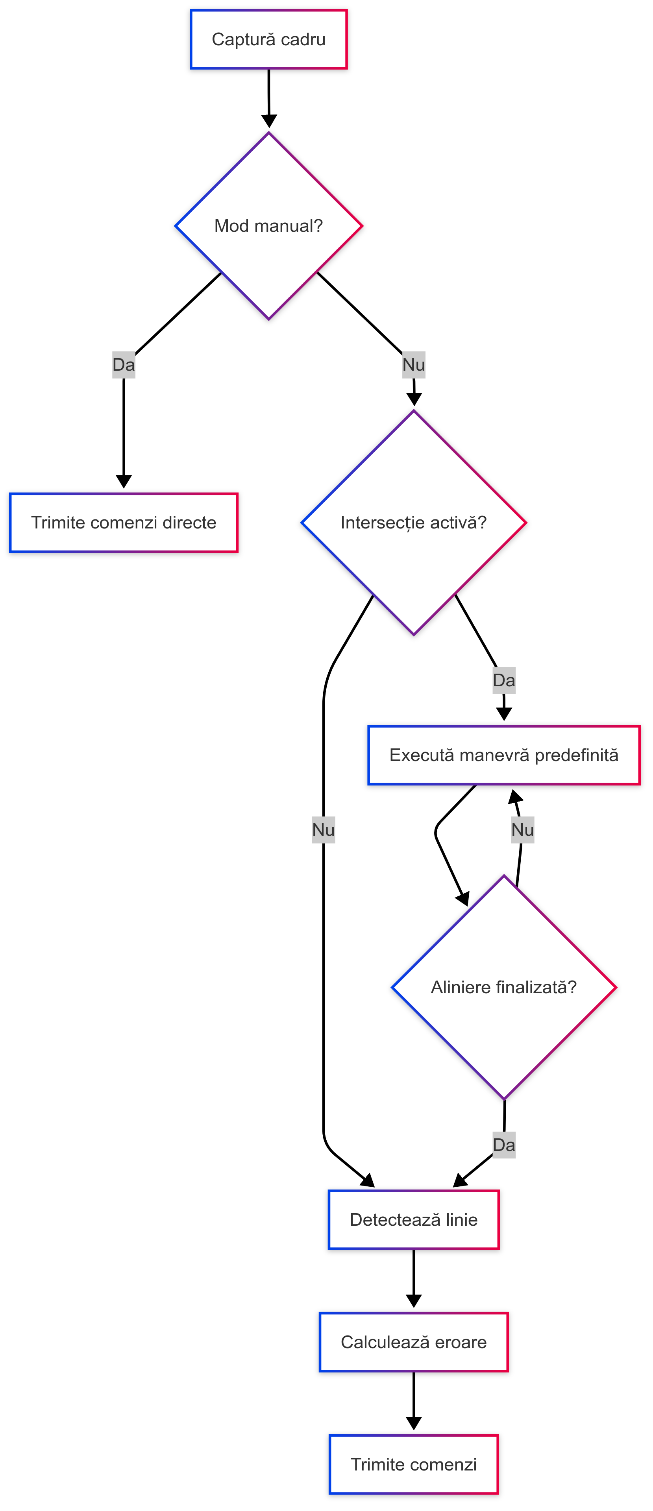 Captură cadru
Mod manual?
Da
Nu
Trimite comenzi directe
Intersecție activă?
Da
Execută manevră predefinită
Nu
Nu
Aliniere finalizată?
Da
Detectează linie
Calculează eroare
Trimite comenzi